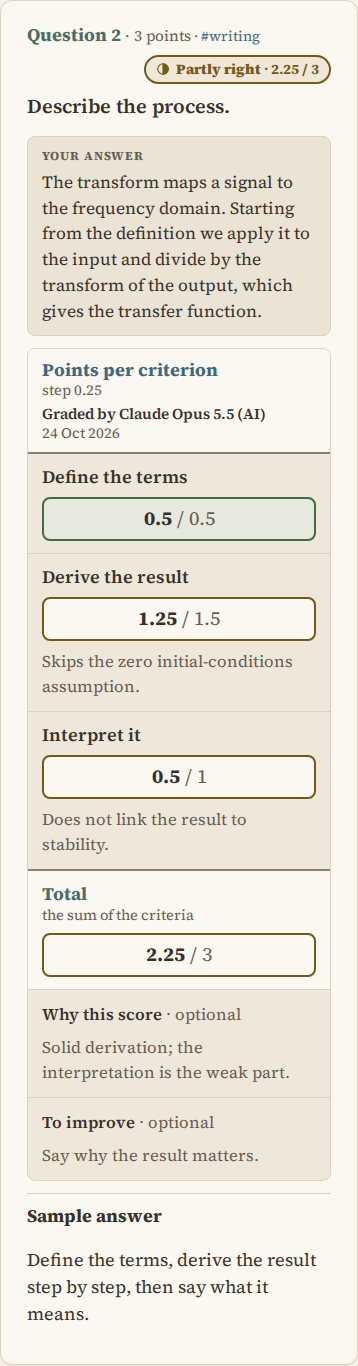 Question 2 · 3 points · #writing
Partly right · 2.25 / 3
Describe the process.
YOUR ANSWER
The transform maps a signal to
the frequency domain. Starting
from the definition we apply it to
the input and divide by the
transform of the output, which
gives the transfer function.
Points per criterion
step 0.25
Graded by Claude Opus 5.5 (AI)
24 Oct 2026
Define the terms
0.5 / 0.5
Derive the result
1.25 / 1.5
Skips the zero initial-conditions
assumption.
Interpret it
0.5 / 1
Does not link the result to
stability.
Total
the sum of the criteria
2.25 / 3
Why this score · optional
Solid derivation; the
interpretation is the weak part.
To improve · optional
Say why the result matters.
Sample answer
Define the terms, derive the result
step by step, then say what it
means.